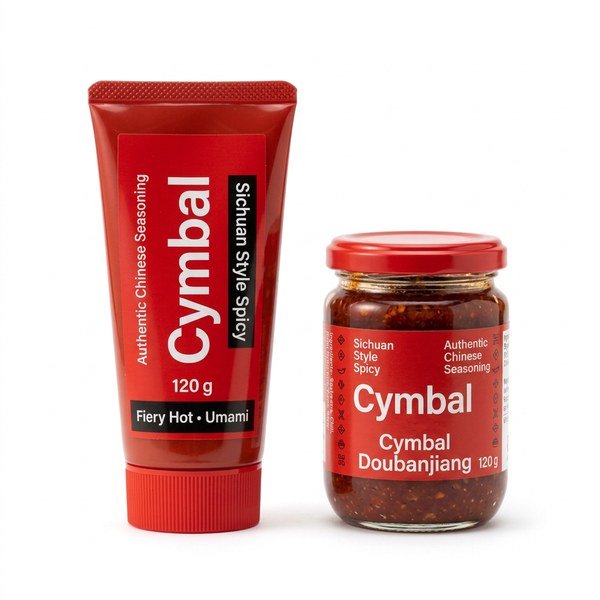 Authentic Chinese Seasoning
Cymbal
Sichuan Style Spicy
120 g
Fiery Hot • Umami
Sichuan
Style
Spicy
Authentic
Chinese
Seasoning
Cymbal
Cymbal
Doubanjiang 120 g